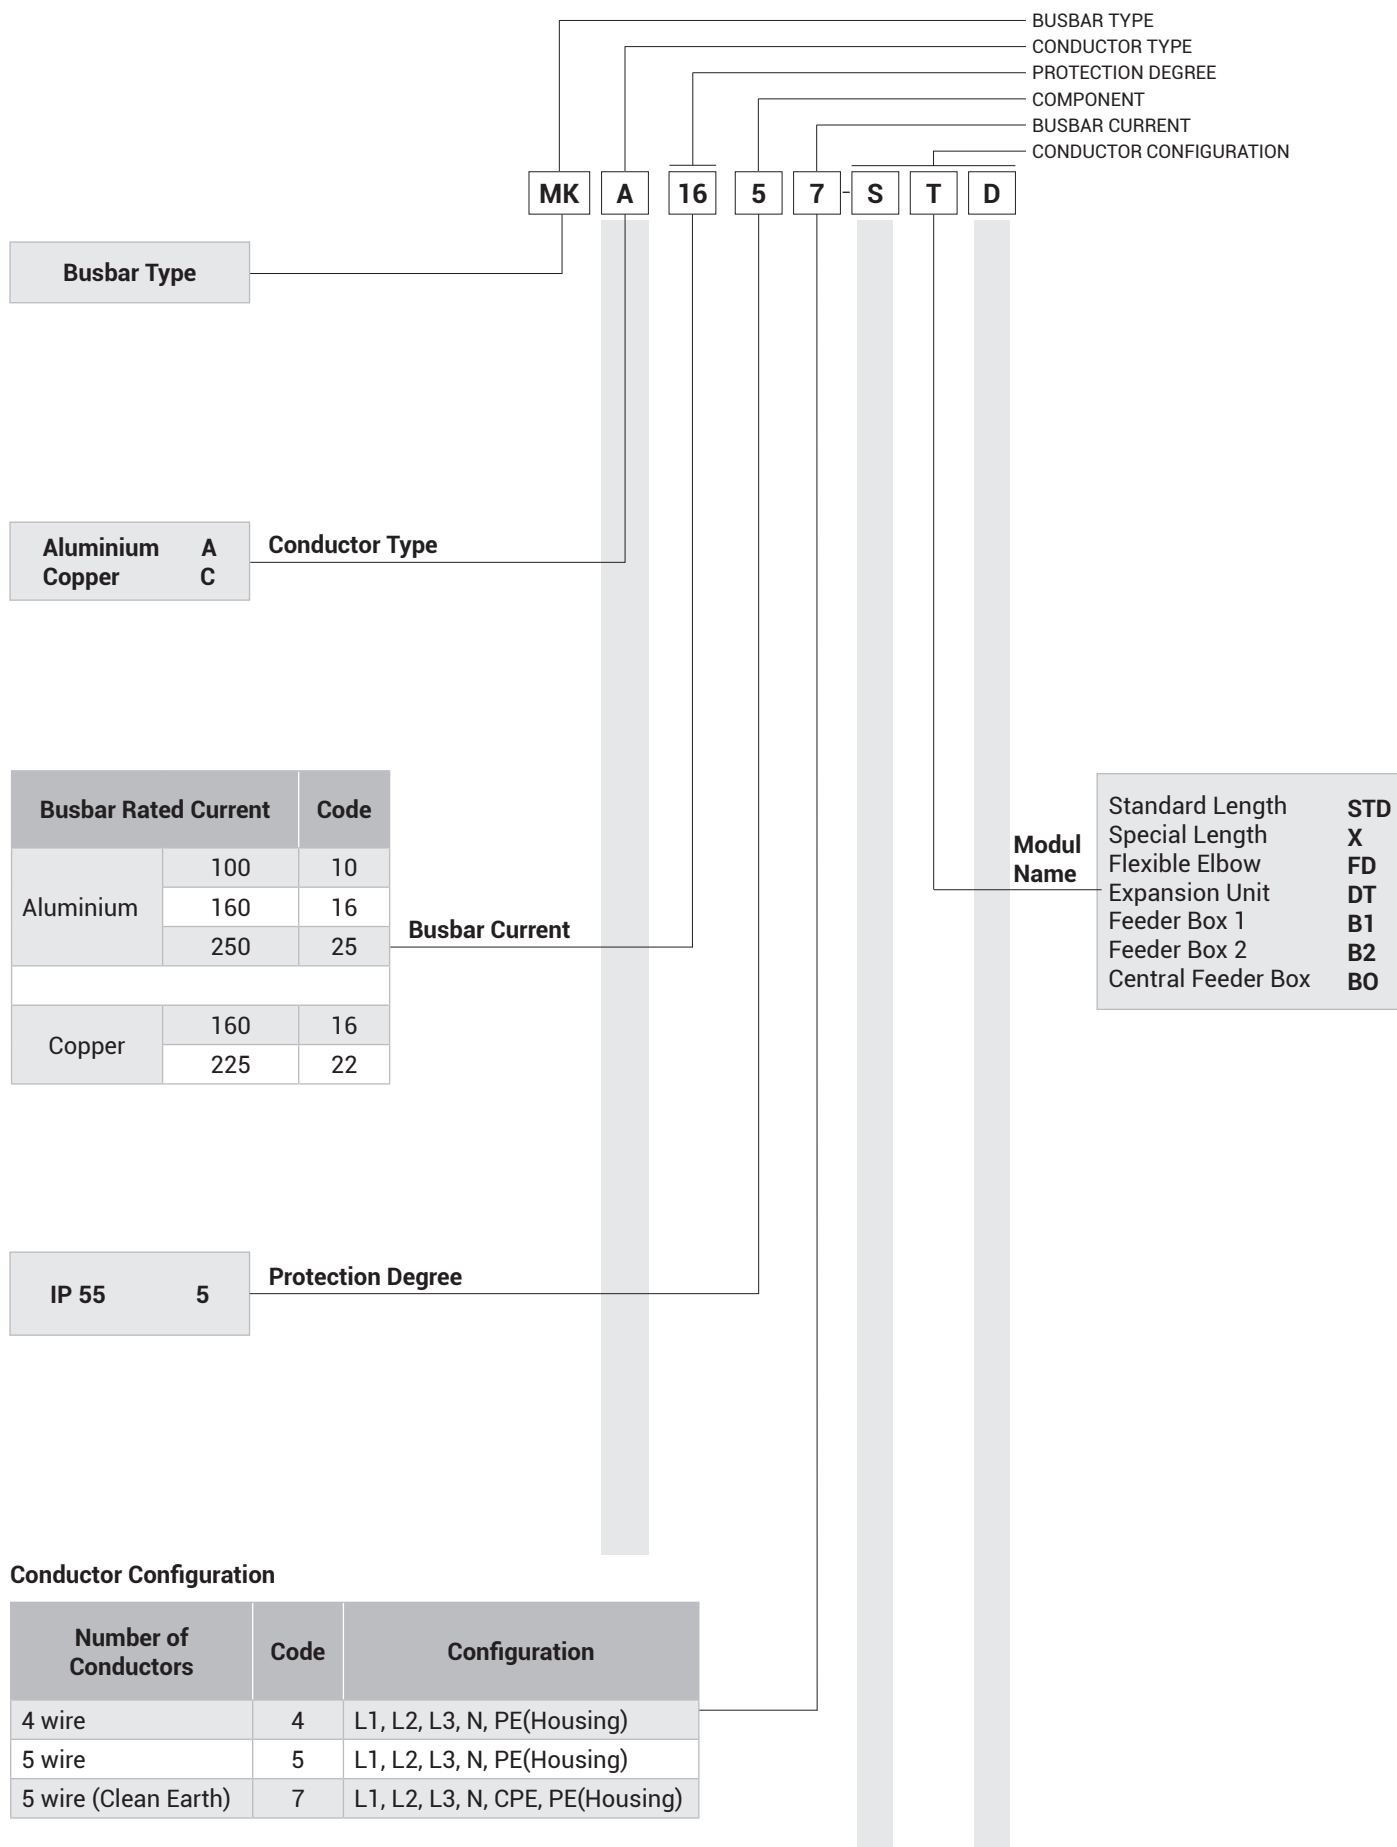 BUSBAR TYPE
CONDUCTOR TYPE
PROTECTION DEGREE
COMPONENT
BUSBAR CURRENT
CONDUCTOR CONFIGURATION
MK A 16 5 7 - S T D
Busbar Type
Aluminium A
Copper C
Conductor Type
Busbar Rated Current Code
Aluminium
100 10
160 16
250 25
Copper
160 16
225 22
Busbar Current
Modul
Name
Standard Length STD
Special Length X
Flexible Elbow FD
Expansion Unit DT
Feeder Box 1 B1
Feeder Box 2 B2
Central Feeder Box BO
IP 55 5
Protection Degree
Conductor Configuration
Number of
Conductors
Code
Configuration
4 wire 4 L1, L2, L3, N, PE(Housing)
5 wire 5 L1, L2, L3, N, PE(Housing)
5 wire (Clean Earth) 7 L1, L2, L3, N, CPE, PE(Housing)